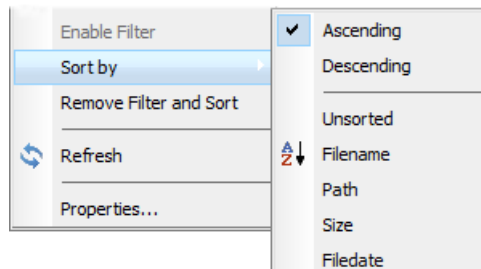 Enable Filter
Sort by
Remove Filter and Sort
Refresh
Properties...
Ascending
Descending
Unsorted
Filename
Path
Size
Filedate